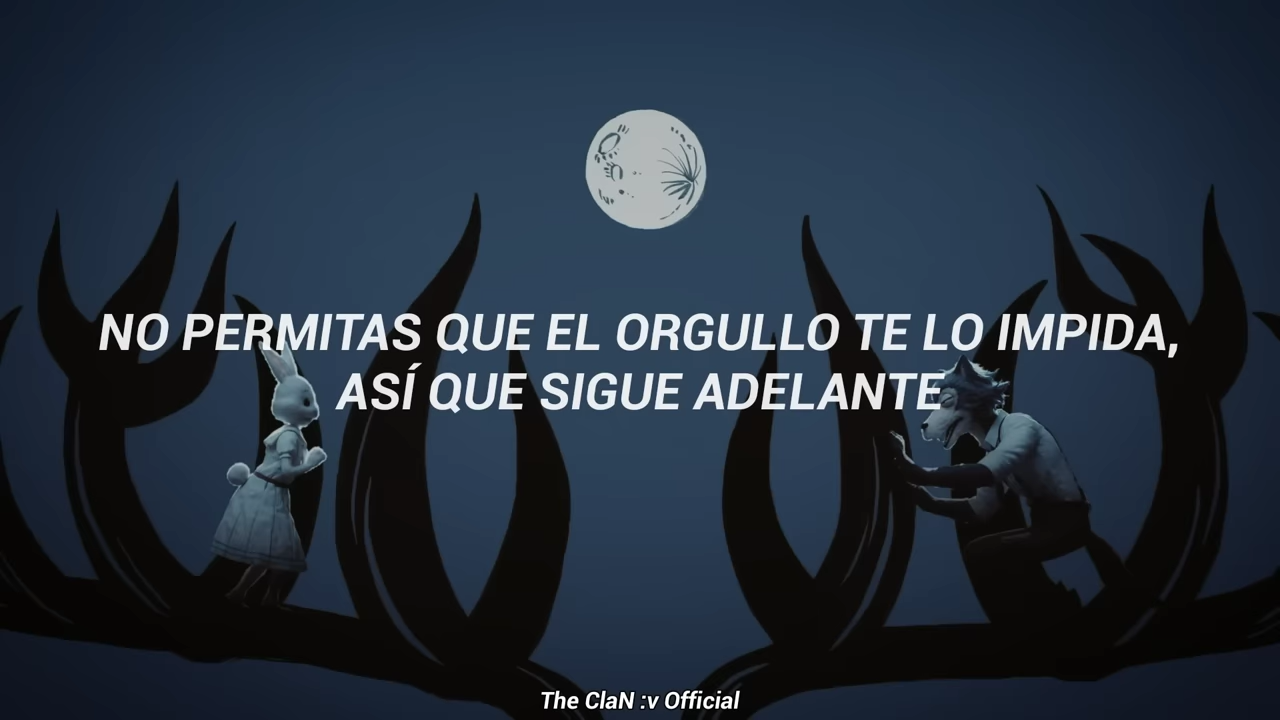 NO PERMITAS QUE EL ORGULLO TE LO IMPIDA,
ASÍ QUE SIGUE ADELANTE
The ClaN :v Official